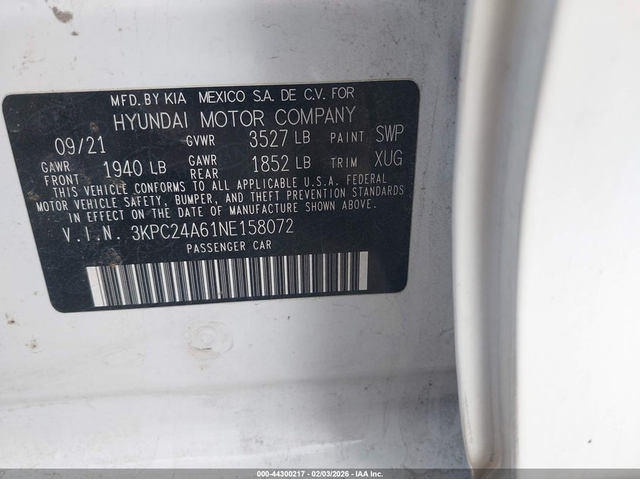 MFD. BY KIA MEXICO S.A. DE C.V. FOR
HYUNDAI MOTOR COMPANY
09/21 GVWR 3527 LB PAINT SWP
GAWR FRONT 1940 LB GAWR REAR 1852 LB TRIM XUG
THIS VEHICLE CONFORMS TO ALL APPLICABLE U.S.A. FEDERAL
MOTOR VEHICLE SAFETY, BUMPER, AND THEFT PREVENTION STANDARDS
IN EFFECT ON THE DATE OF MANUFACTURE SHOWN ABOVE.
V.I.N. 3KPC24A61NE158072
PASSENGER CAR
000-44300217 - 02/03/2026 - IAA Inc.